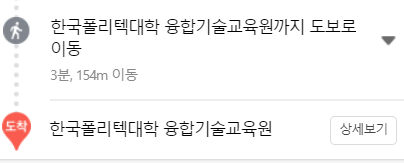 한국폴리텍대학 융합기술교육원까지 도보로
이동
3분, 154m 이동
도착
한국폴리텍대학 융합기술교육원
상세보기